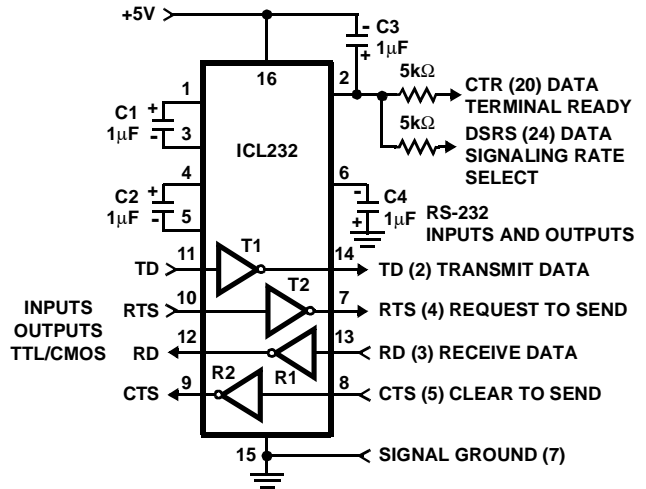 +5V
-
C3
1µF
+
16
2
5kΩ
CTR (20) DATA
TERMINAL READY
5kΩ
DSRS (24) DATA
SIGNALING RATE
SELECT
1
+
C1
1µF
-
3
ICL232
4
+
C2
1µF
-
5
6
-
C4
1µF
+
RS-232
INPUTS AND OUTPUTS
TD
11
T1
14
TD (2) TRANSMIT DATA
INPUTS
OUTPUTS
TTL/CMOS
RTS
10
T2
7
RTS (4) REQUEST TO SEND
RD
12
R1
13
RD (3) RECEIVE DATA
CTS
9
R2
8
CTS (5) CLEAR TO SEND
15
SIGNAL GROUND (7)